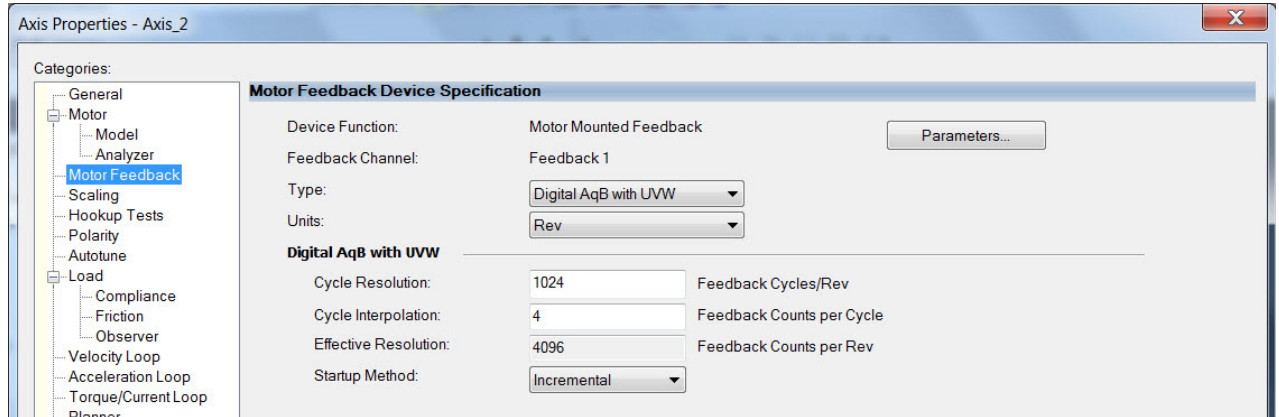 Axis Properties - Axis_2
X
Categories:
General
Motor
Model
Analyzer
Motor Feedback
Scaling
Hookup Tests
Polarity
Autotune
Load
Compliance
Friction
Observer
Velocity Loop
Acceleration Loop
Torque/Current Loop
Planner
Motor Feedback Device Specification
Device Function: Motor Mounted Feedback Parameters...
Feedback Channel: Feedback 1
Type: Digital AqB with UVW
Units: Rev
Digital AqB with UVW
Cycle Resolution: 1024 Feedback Cycles/Rev
Cycle Interpolation: 4 Feedback Counts per Cycle
Effective Resolution: 4096 Feedback Counts per Rev
Startup Method: Incremental